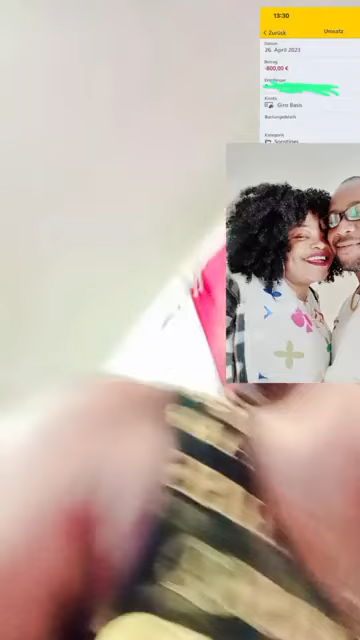 13:30
Zurück
Umsatz
Datum
26. April 2023
Betrag
-800,00 €
Empfänger
Konto
Giro Basis
Buchungsdetails
Kategorie
Sonstiges